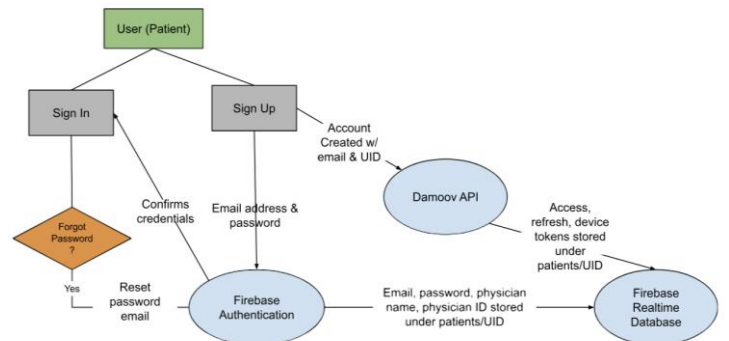 User (Patient)
Sign In
Sign Up
Account
Created w/
email & UID
Damoov API
Confirms
credentials
Email address &
password
Access,
refresh, device
tokens stored
under
patients/UID
Forgot
Password
?
Yes
Reset
password
email
Firebase
Authentication
Email, password, physician
name, physician ID stored
under patients/UID
Firebase
Realtime
Database